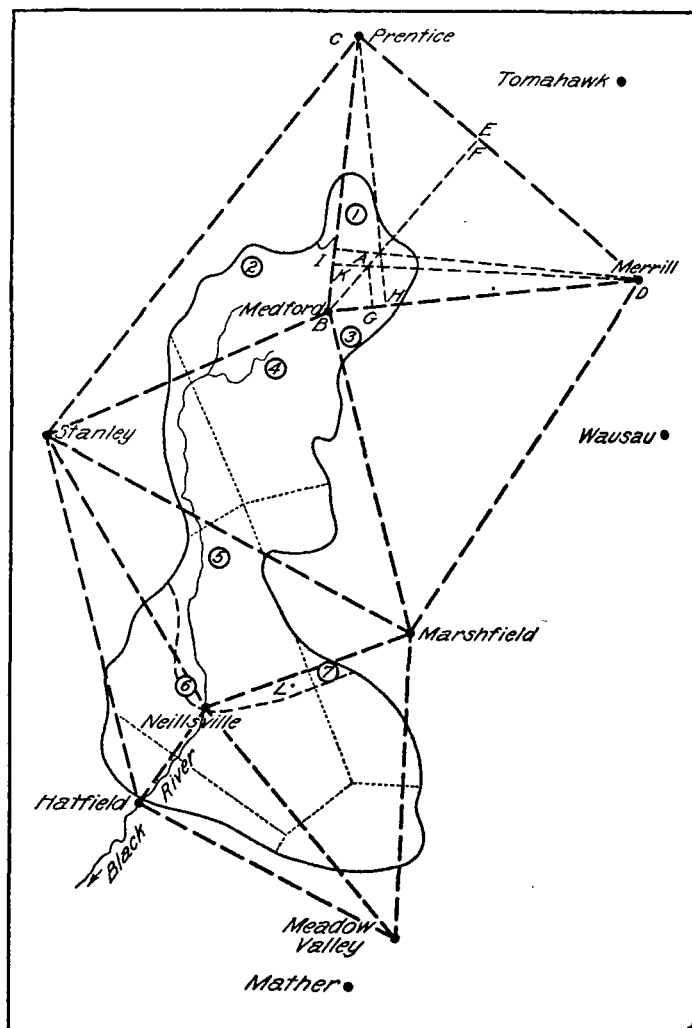 C Prentice
Tomahawk
E
F
1
2
I
A
K
Merrill
D
Medford
B
G
H
3
4
Stanley
Wausau
5
Marshfield
6
L
7
Neillsville
Hatfield
River
Black
Meadow
Valley
Mather